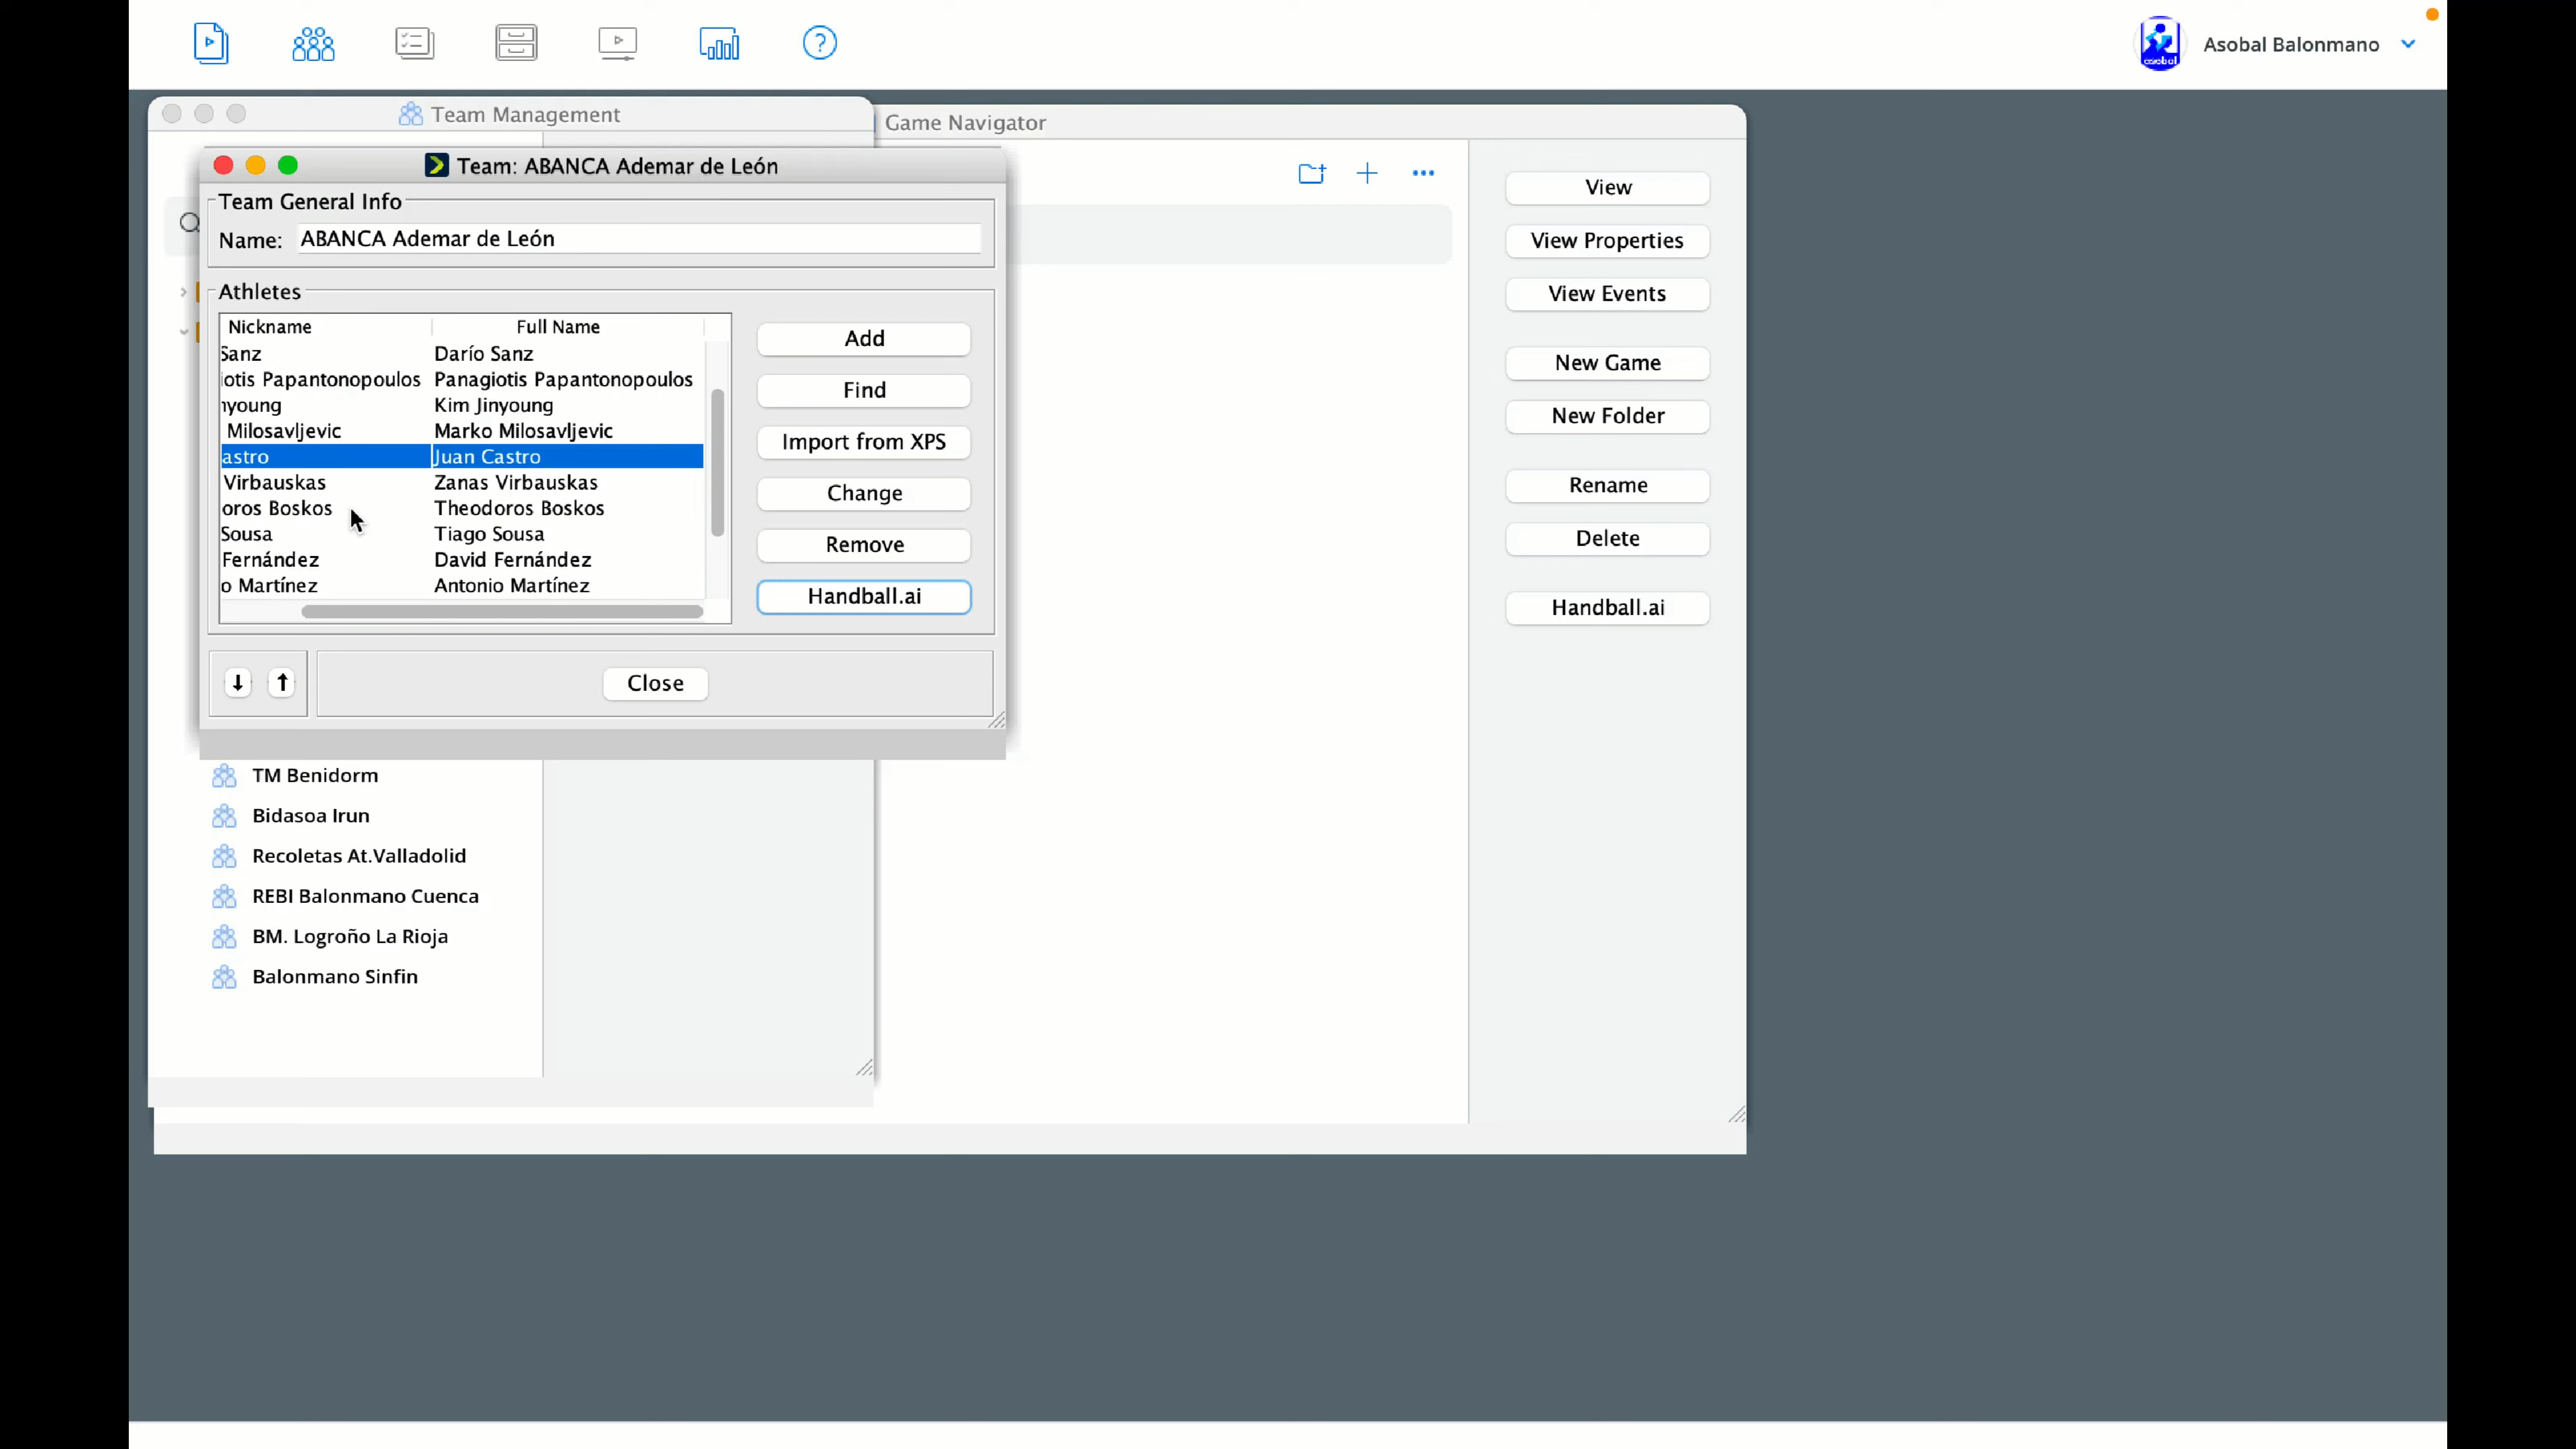 Asobal Balonmano
asobal
Team Management
Game Navigator
Team: ABANCA Ademar de León
Team General Info
Name: ABANCA Ademar de León
Athletes
Nickname Full Name
Sanz Darío Sanz
iotis Papantonopoulos Panagiotis Papantonopoulos
nyoung Kim Jinyoung
Milosavljevic Marko Milosavljevic
astro Juan Castro
Virbauskas Zanas Virbauskas
oros Boskos Theodoros Boskos
Sousa Tiago Sousa
Fernández David Fernández
o Martínez Antonio Martínez
Add
Find
Import from XPS
Change
Remove
Handball.ai
Close
TM Benidorm
Bidasoa Irun
Recoletas At.Valladolid
REBI Balonmano Cuenca
BM. Logroño La Rioja
Balonmano Sinfin
View
View Properties
View Events
New Game
New Folder
Rename
Delete
Handball.ai